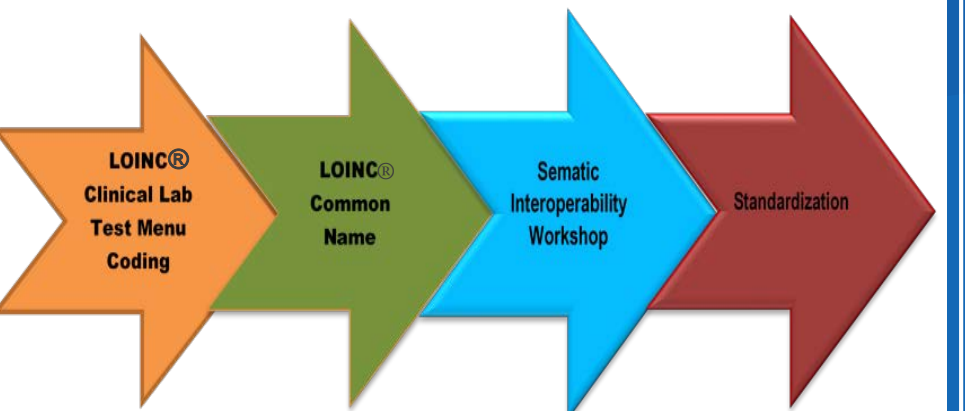 LOINC®
Clinical Lab
Test Menu
Coding
LOINC®
Common
Name
Sematic
Interoperability
Workshop
Standardization